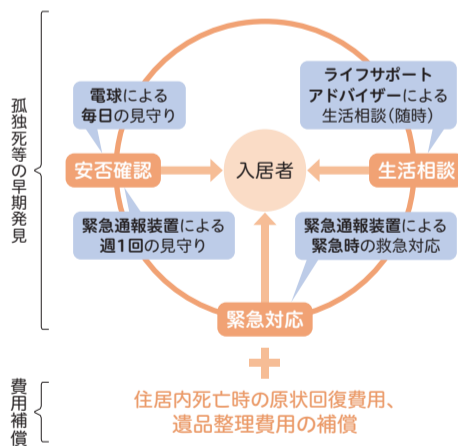 孤独死等の早期発見
電球による
毎日の見守り
ライフサポート
アドバイザーによる
生活相談(随時)
安否確認
入居者
生活相談
緊急通報装置による
週1回の見守り
緊急通報装置による
緊急時の救急対応
緊急対応
+
費用補償
住居内死亡時の原状回復費用、
遺品整理費用の補償